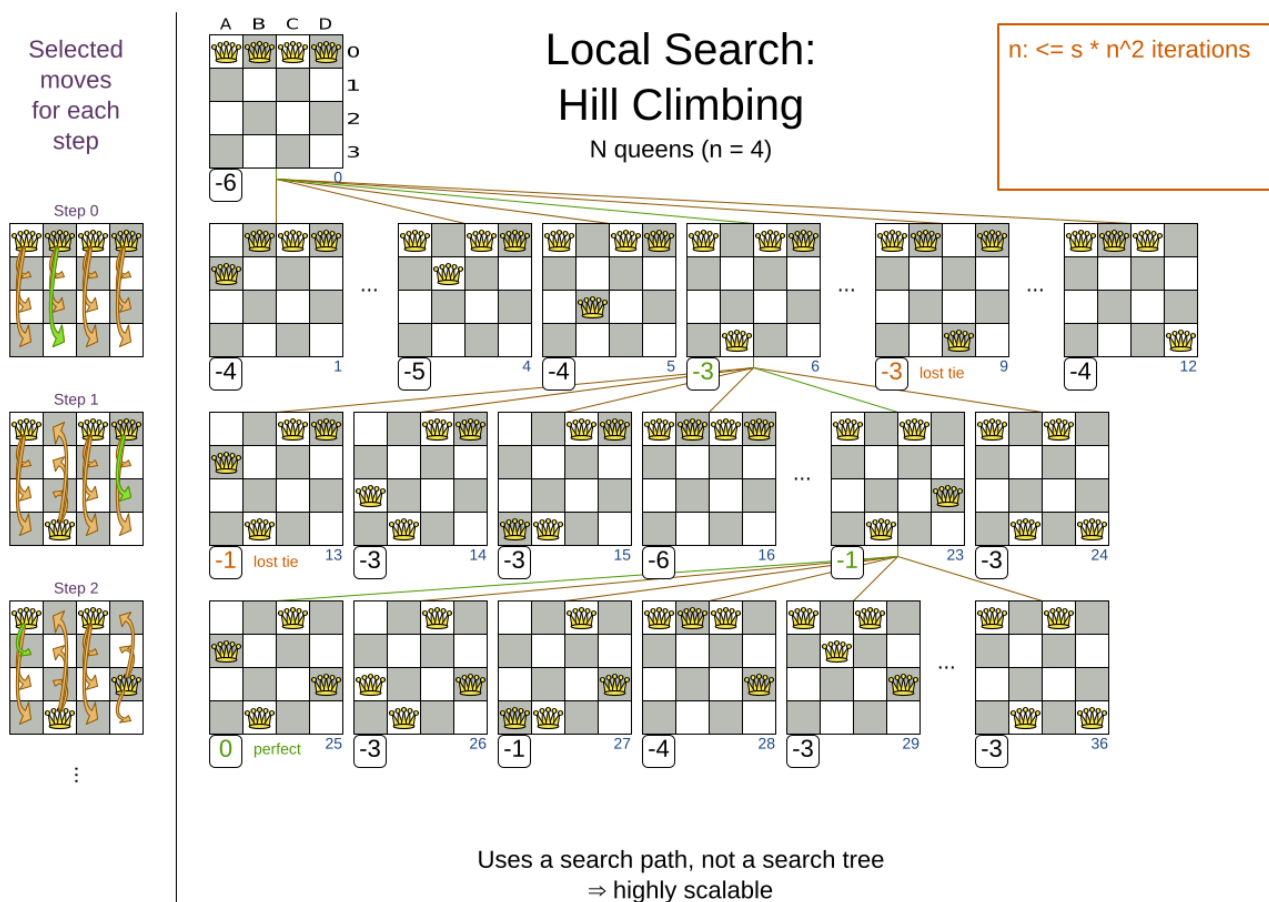 Selected
moves
for each
step
A B C D
0
1
2
3
Local Search:
Hill Climbing
N queens (n = 4)
n: <= s * n^2 iterations
-6 0
Step 0
... ... ...
-4 1
-5 4
-4 5
-3 6
-3 lost tie 9
-4 12
Step 1
...
-1 lost tie 13
-3 14
-3 15
-6 16
-1 23
-3 24
Step 2
...
0 perfect 25
-3 26
-1 27
-4 28
-3 29
-3 36
⋮
Uses a search path, not a search tree
⇒ highly scalable